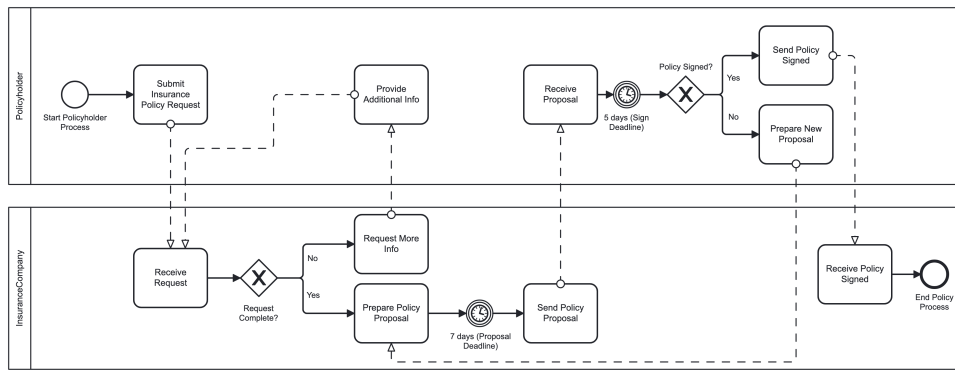 Policyholder
Start Policyholder
Process
Submit
Insurance
Policy Request
Provide
Additional Info
Receive
Proposal
5 days (Sign
Deadline)
Policy Signed?
Yes
No
Send Policy
Signed
Prepare New
Proposal
InsuranceCompany
Receive
Request
Request
Complete?
No
Yes
Request More
Info
Prepare Policy
Proposal
7 days (Proposal
Deadline)
Send Policy
Proposal
Receive Policy
Signed
End Policy
Process